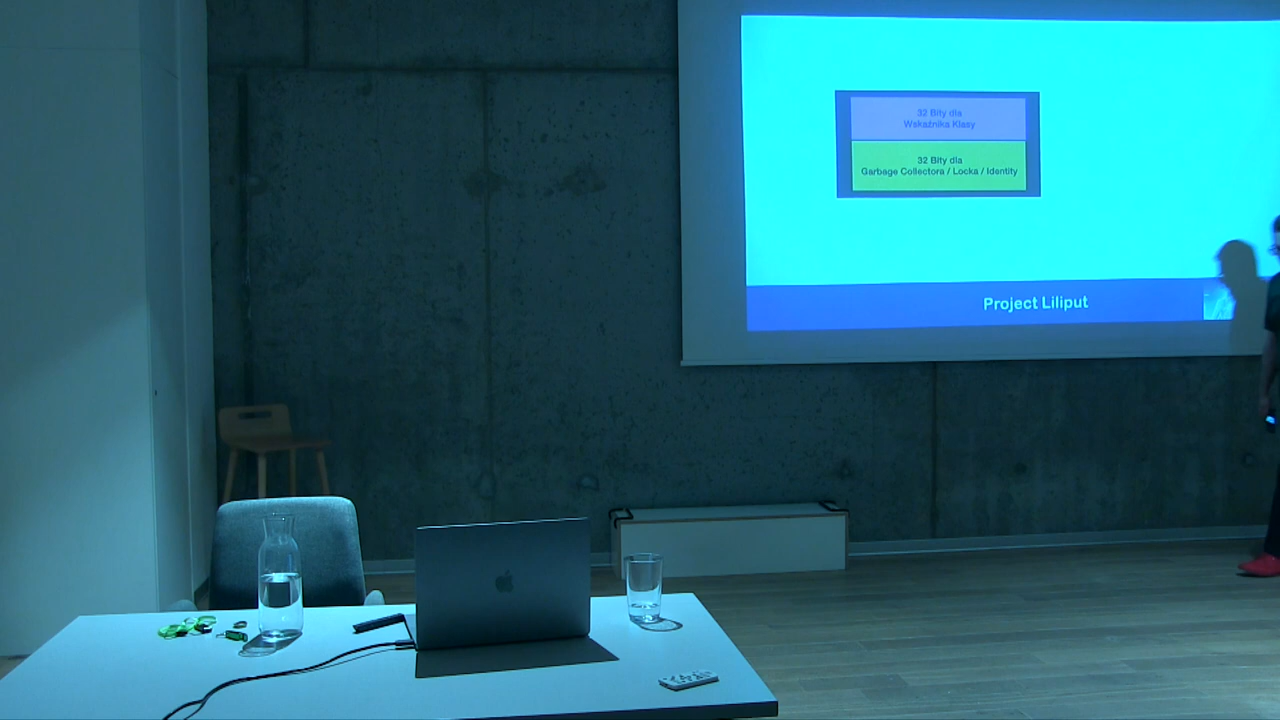 32 Bity dla
Wskaźnika Klasy
32 Bity dla
Garbage Collectora / Locka / Identity
Project Liliput